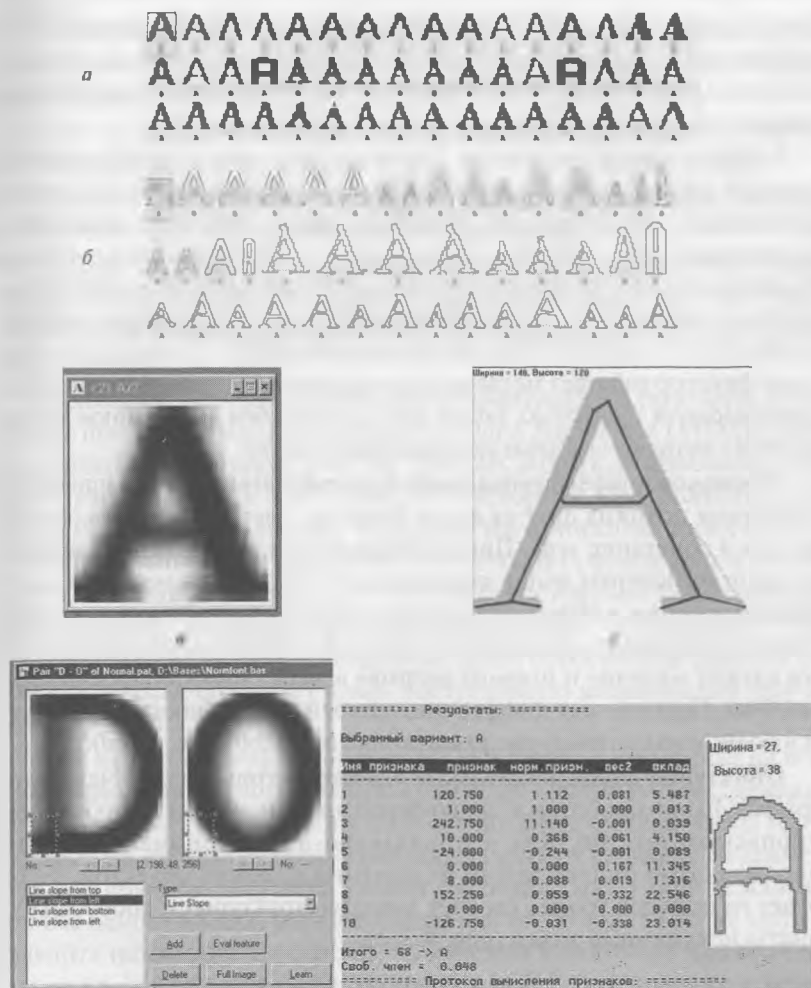 А А А А А А А А А А А А А А А А
а
А А А А А А А А А А А А А А А А
А А А А А А А А А А А А А А А А
б
Ширина = 146, Высота = 128
Pair "D - O" of Normal.pat, D:\Bases\Normfont.bas
D O
No: -- [2, 198, 48, 256] No: --
Line slope from top
Line slope from left
Line slope from bottom
Line slope from left
Type
Line Slope
Add Eval feature
Delete Full Image Learn
=========== Результаты: ===========
Выбранный вариант: А
Имя признака признак норм.призн. вес2 вклад
1 120.750 1.112 0.081 5.487
2 1.000 1.000 0.000 0.013
3 242.750 11.140 -0.001 0.039
4 10.000 0.368 0.061 4.150
5 -24.000 -0.244 -0.001 0.089
6 0.000 0.000 0.167 11.345
7 8.000 0.088 0.019 1.316
8 152.250 0.059 -0.332 22.546
9 0.000 0.000 0.000 0.000
10 -126.750 -0.031 -0.338 23.014
Итого = 68 -> А
Своб. член = 0.048
========== Протокол вычисления признаков: ===========
Ширина = 27,
Высота = 38